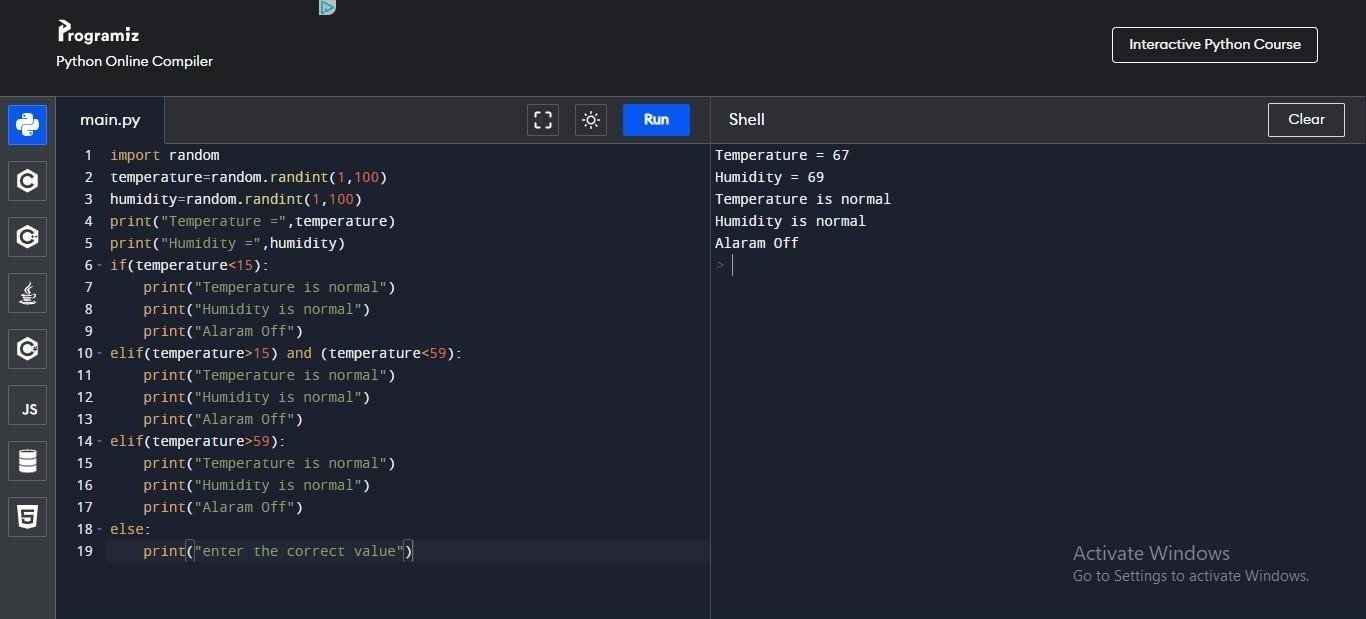 Programiz
Python Online Compiler
Interactive Python Course
main.py
Run
Shell
Clear
1 import random
2 temperature=random.randint(1,100)
3 humidity=random.randint(1,100)
4 print("Temperature =",temperature)
5 print("Humidity =",humidity)
6 if(temperature<15):
7     print("Temperature is normal")
8     print("Humidity is normal")
9     print("Alaram Off")
10 elif(temperature>15) and (temperature<59):
11     print("Temperature is normal")
12     print("Humidity is normal")
13     print("Alaram Off")
14 elif(temperature>59):
15     print("Temperature is normal")
16     print("Humidity is normal")
17     print("Alaram Off")
18 else:
19     print("enter the correct value")
Temperature = 67
Humidity = 69
Temperature is normal
Humidity is normal
Alaram Off
>
C
C
C
JS
5
Activate Windows
Go to Settings to activate Windows.